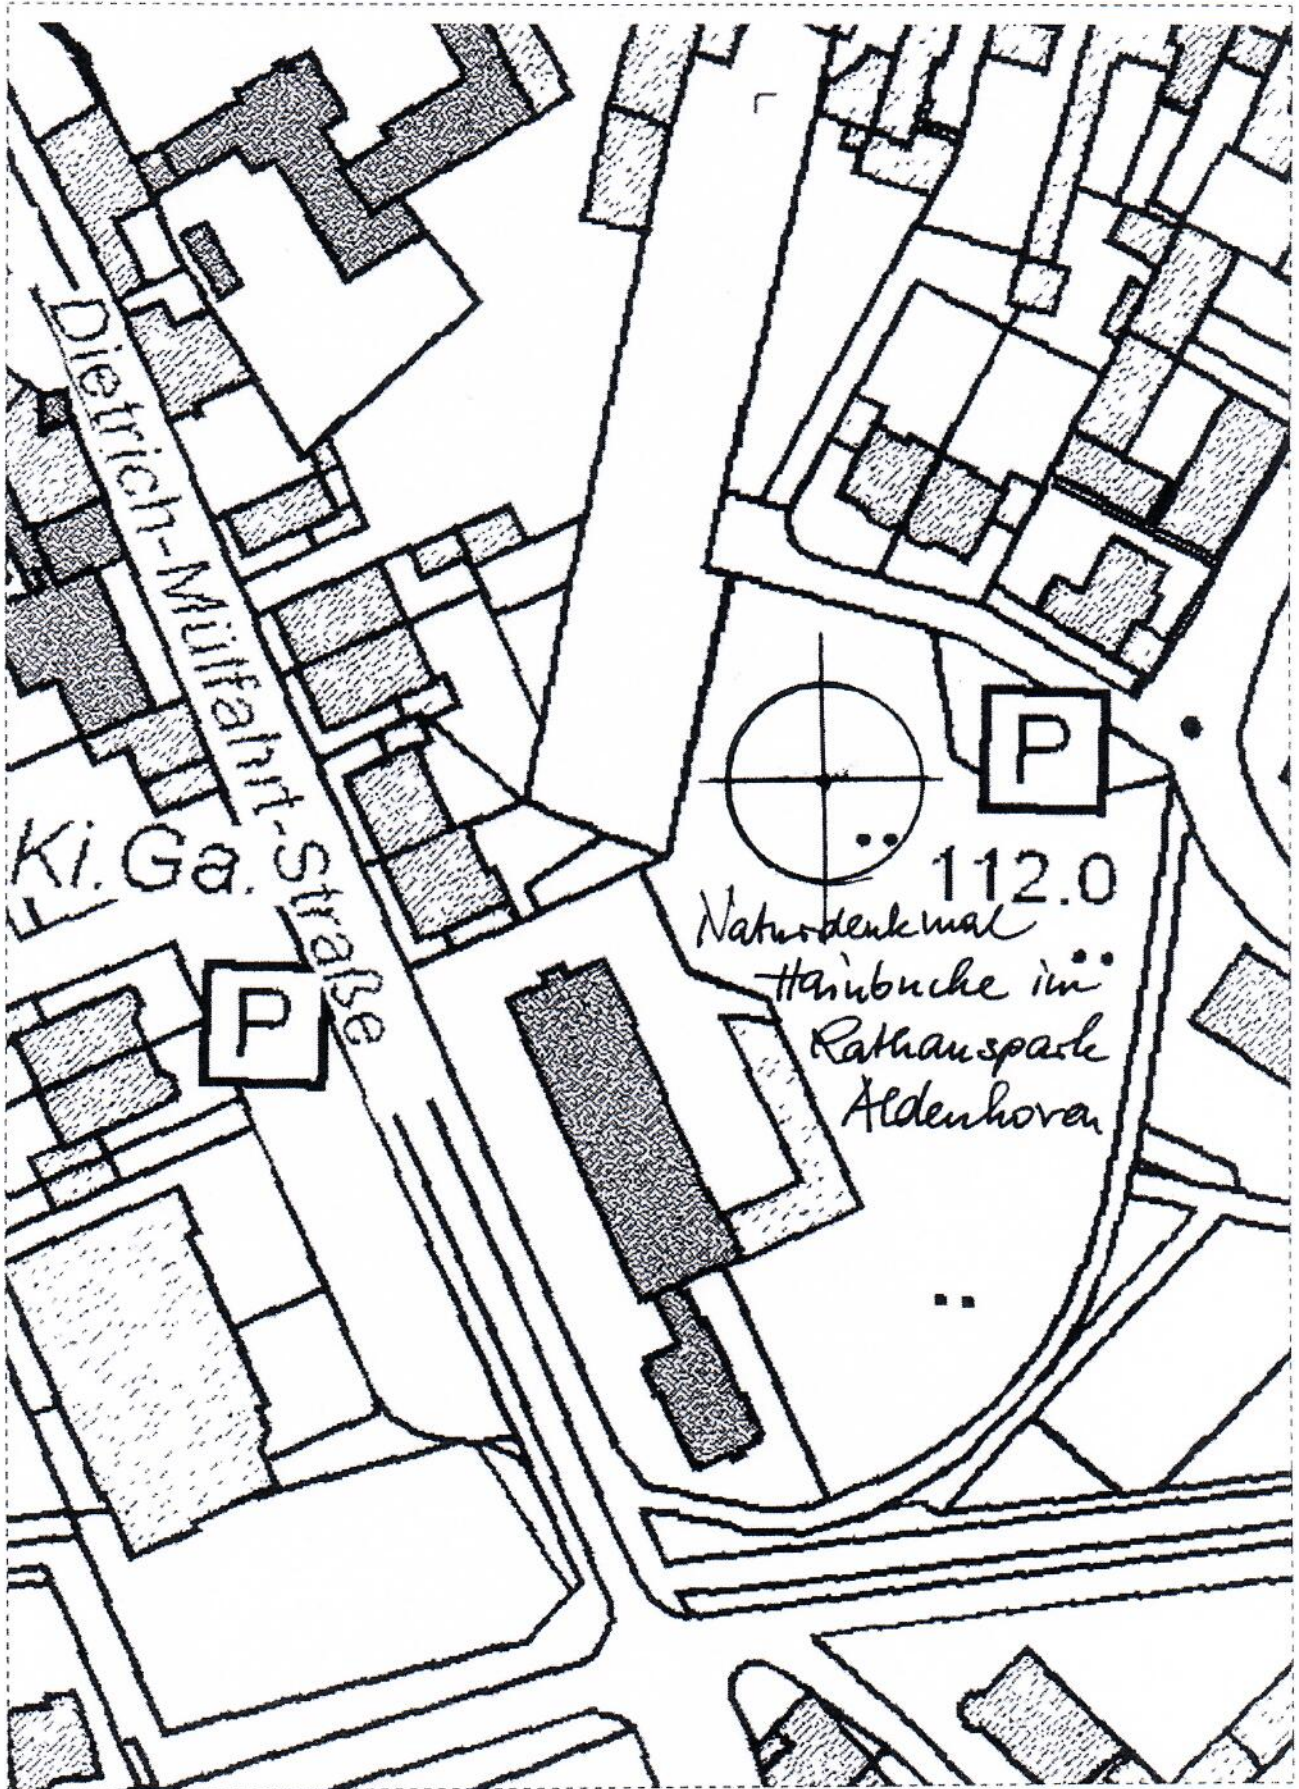 Dietrich-Mülfahrt-Straße
P
Ki.Ga.
112.0
Naturdenkmal
Hainbuche im
Rathauspark
Aldenhoven
P